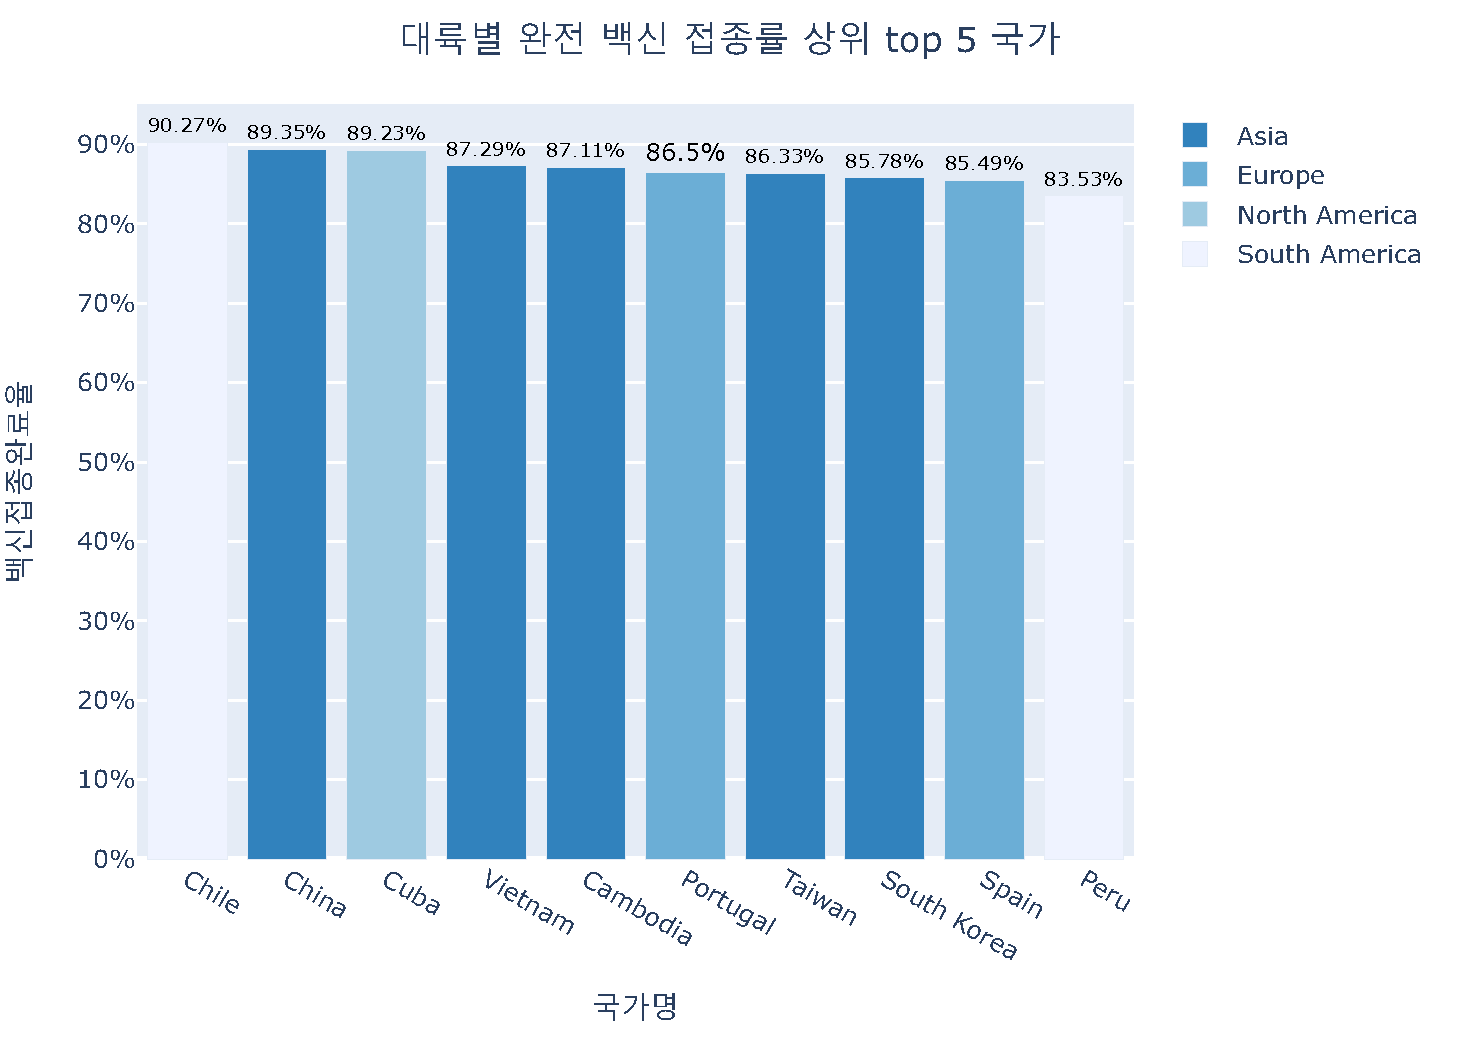 대륙별 완전 백신 접종률 상위 top 5 국가
90.27%
89.35%
89.23%
87.29%
87.11%
86.5%
86.33%
85.78%
85.49%
83.53%
90%
80%
70%
60%
50%
40%
30%
20%
10%
0%
백신접종완료율
Chile
China
Cuba
Vietnam
Cambodia
Portugal
Taiwan
South Korea
Spain
Peru
국가명
Asia
Europe
North America
South America